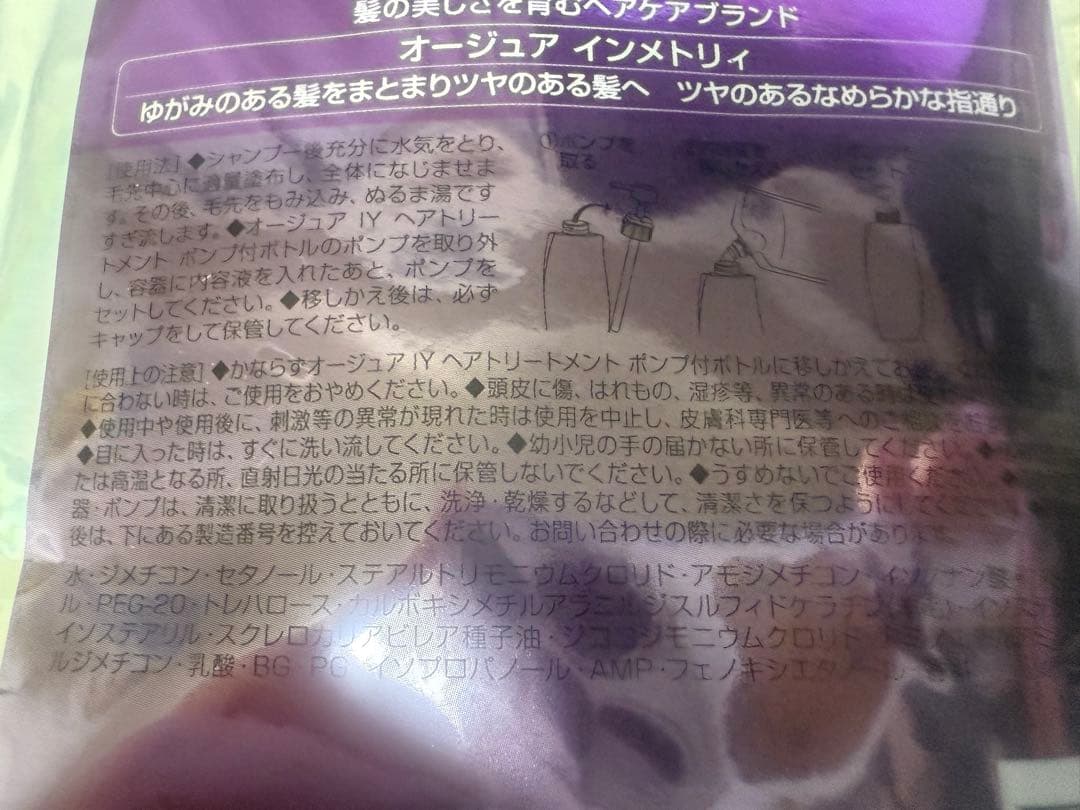 髪の美しさを育むヘアケアブランド
オージュア インメトリィ
ゆがみのある髪をまとまりツヤのある髪へ ツヤのあるなめらかな指通り
[使用法]◆シャンプー後充分に水気をとり、
毛先中心に適量塗布し、全体になじませま
す。その後、毛先をもみ込み、ぬるま湯です
すぎ流します。◆オージュア IY ヘアトリー
トメント ポンプ付ボトルのポンプを取り外
し、容器に内容液を入れたあと、ポンプを
セットしてください。◆移しかえ後は、必ず
キャップをして保管してください。
①ポンプを
取る
[使用上の注意]◆かならずオージュア IY ヘアトリートメント ポンプ付ボトルに移しかえて
に合わない時は、ご使用をおやめください。◆頭皮に傷、はれもの、湿疹等、異常のある
◆使用中や使用後に、刺激等の異常が現れた時は使用を中止し、皮膚科専門医等への
◆目に入った時は、すぐに洗い流してください。◆幼小児の手の届かない所に保管してください。
たは高温となる所、直射日光の当たる所に保管しないでください。◆うすめないでご使用ください
器・ポンプは、清潔に取り扱うとともに、洗浄・乾燥するなどして、清潔さを保つようにして
後は、下にある製造番号を控えておいてください。お問い合わせの際に必要な場合があり
水・ジメチコン・セタノール・ステアルトリモニウムクロリド・アモジメチコン・
ル・PEG-20・トレハロース・カルボキシメチルアラニルジスルフィドケラチン
イソステアリル・スクレロカリアビレア種子油・ジココジモニウムクロリド
ルジメチコン・乳酸・BG・PG・イソプロパノール・AMP・フェノキシエタノール